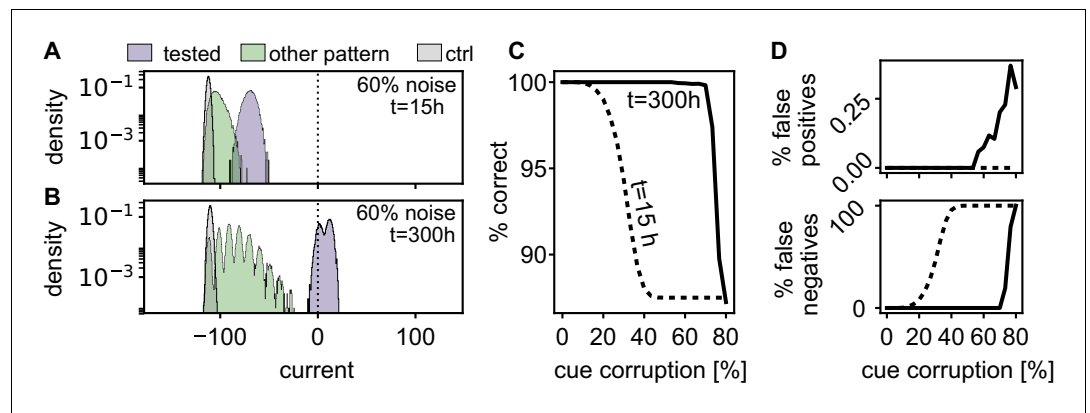 A
tested
other pattern
ctrl
density
10⁻¹
10⁻³
60% noise
t=15h
B
density
10⁻¹
10⁻³
60% noise
t=300h
−100
0
100
current
C
% correct
100
95
90
t=300h
t=15 h
0
20
40
60
80
cue corruption [%]
D
% false
positives
0.25
0.00
% false
negatives
100
0
0
20
40
60
80
cue corruption [%]